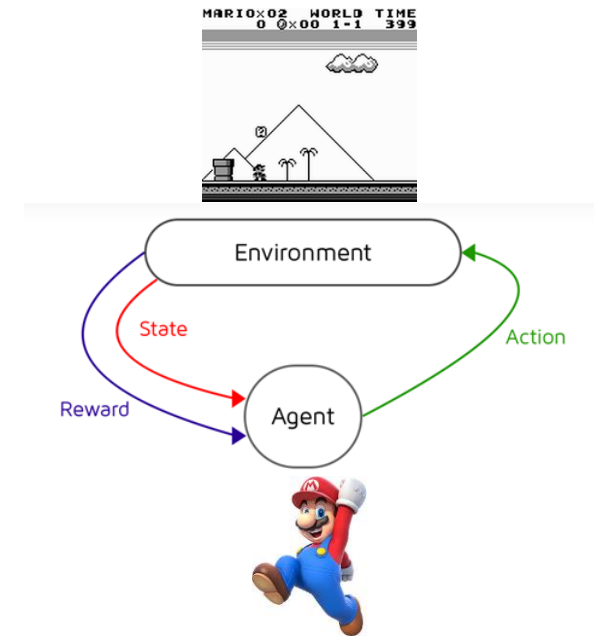 MARIO×02 WORLD TIME
0 ×00 1-1 399
?
Environment
State
Action
Reward
Agent
M